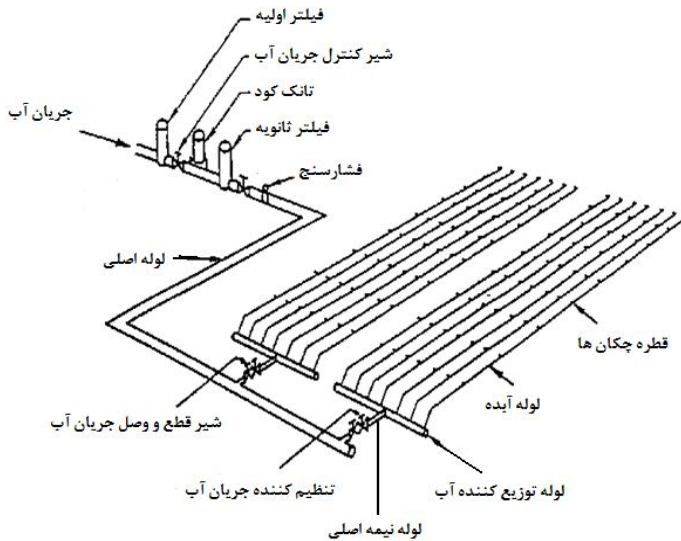 فیلتر اولیه
شیر کنترل جریان آب
تانک کود
فیلتر ثانویه
جریان آب
فشارسنج
لوله اصلی
قطره چکان ها
لوله آبده
شیر قطع و وصل جریان آب
تنظیم کننده جریان آب
لوله توزیع کننده آب
لوله نیمه اصلی